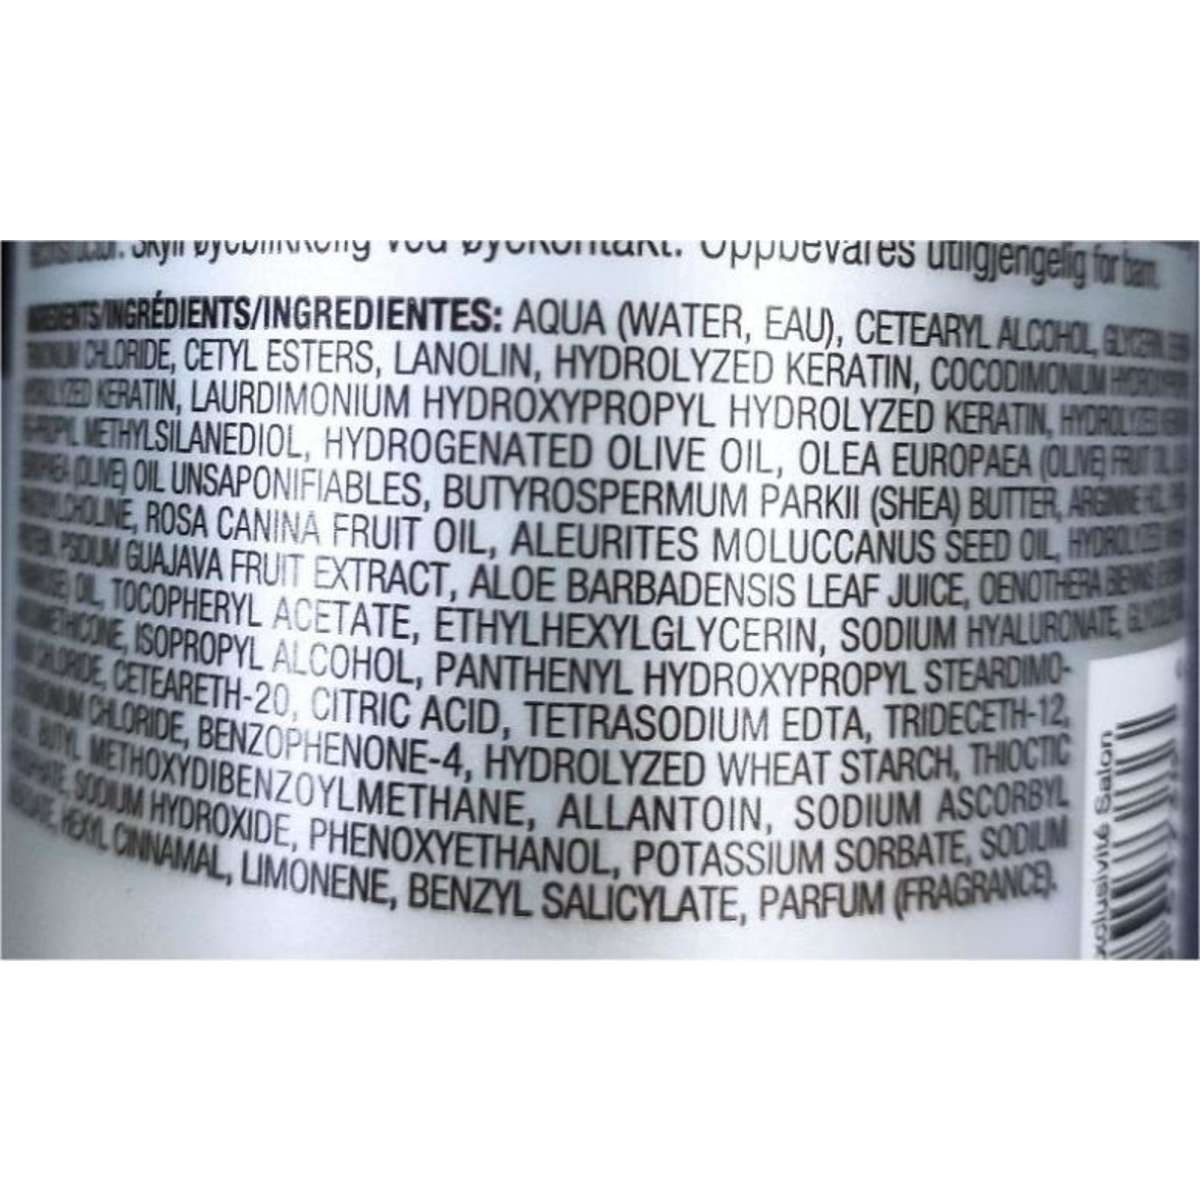 Skyll øyeblikkelig ved øyekontakt. Oppbevares utilgjengelig for barn.
INGREDIENTS/INGRÉDIENTS/INGREDIENTES: AQUA (WATER, EAU), CETEARYL ALCOHOL, GLYCERIN,
CHLORIDE, CETYL ESTERS, LANOLIN, HYDROLYZED KERATIN, COCODIMONIUM
KERATIN, LAURDIMONIUM HYDROXYPROPYL HYDROLYZED KERATIN, HYDROLYZED
METHYLSILANEDIOL, HYDROGENATED OLIVE OIL, OLEA EUROPAEA (OLIVE) FRUIT OIL,
(OLIVE) OIL UNSAPONIFIABLES, BUTYROSPERMUM PARKII (SHEA) BUTTER, ARGININE HCL,
ROSA CANINA FRUIT OIL, ALEURITES MOLUCCANUS SEED OIL,
PSIDIUM GUAJAVA FRUIT EXTRACT, ALOE BARBADENSIS LEAF JUICE, OENOTHERA BIENNIS
OIL, TOCOPHERYL ACETATE, ETHYLHEXYLGLYCERIN, SODIUM HYALURONATE,
ISOPROPYL ALCOHOL, PANTHENYL HYDROXYPROPYL STEARDIMO-
CHLORIDE, CETEARETH-20, CITRIC ACID, TETRASODIUM EDTA, TRIDECETH-12,
CHLORIDE, BENZOPHENONE-4, HYDROLYZED WHEAT STARCH, THIOCTIC
BUTYL METHOXYDIBENZOYLMETHANE, ALLANTOIN, SODIUM ASCORBYL
SODIUM HYDROXIDE, PHENOXYETHANOL, POTASSIUM SORBATE, SODIUM
HEXYL CINNAMAL, LIMONENE, BENZYL SALICYLATE, PARFUM (FRAGRANCE).
Salon